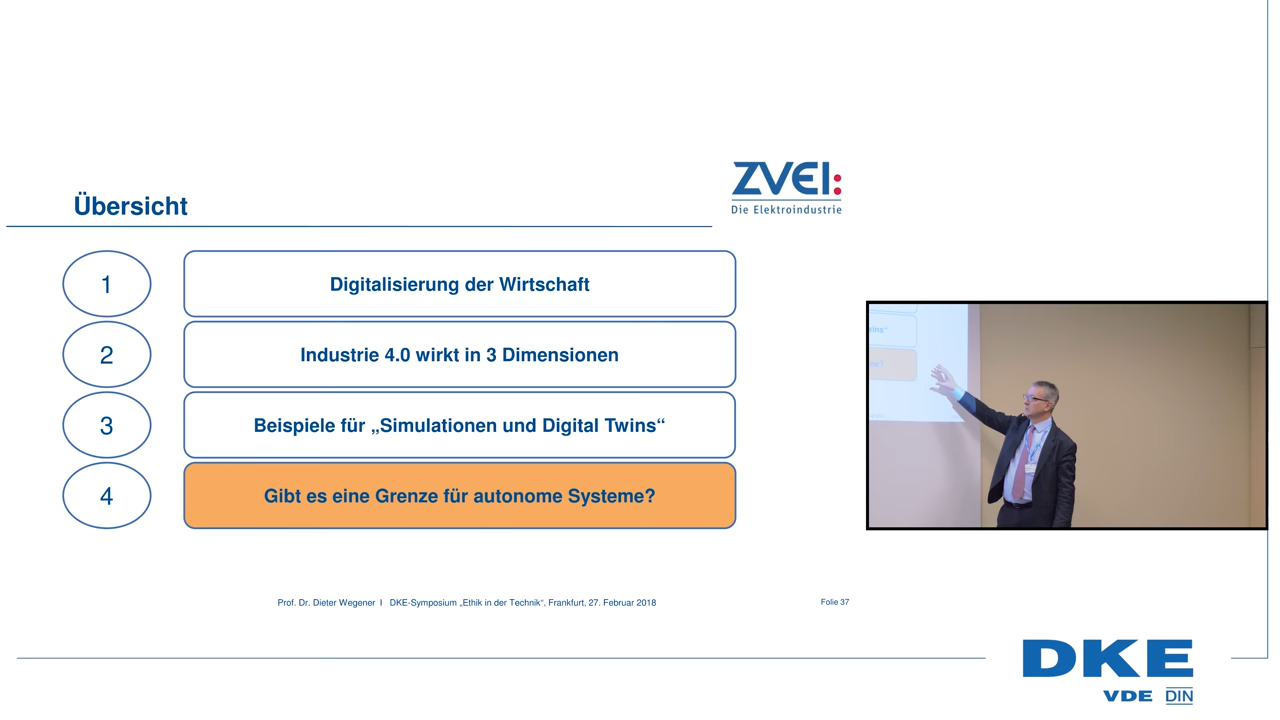 ZVEI:
Die Elektroindustrie
Übersicht
1
Digitalisierung der Wirtschaft
2
Industrie 4.0 wirkt in 3 Dimensionen
3
Beispiele für „Simulationen und Digital Twins“
4
Gibt es eine Grenze für autonome Systeme?
Prof. Dr. Dieter Wegener I DKE-Symposium „Ethik in der Technik“, Frankfurt, 27. Februar 2018
Folie 37
DKE
VDE DIN